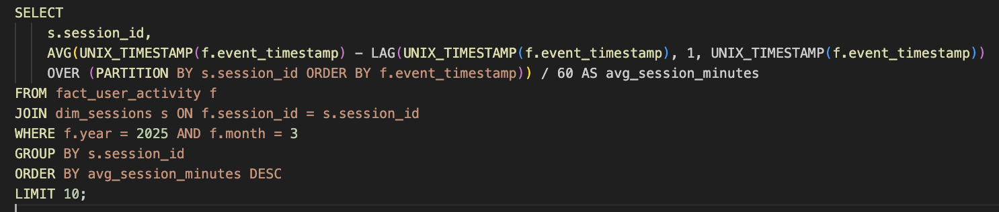 SELECT
s.session_id,
AVG(UNIX_TIMESTAMP(f.event_timestamp) - LAG(UNIX_TIMESTAMP(f.event_timestamp), 1, UNIX_TIMESTAMP(f.event_timestamp))
OVER (PARTITION BY s.session_id ORDER BY f.event_timestamp)) / 60 AS avg_session_minutes
FROM fact_user_activity f
JOIN dim_sessions s ON f.session_id = s.session_id
WHERE f.year = 2025 AND f.month = 3
GROUP BY s.session_id
ORDER BY avg_session_minutes DESC
LIMIT 10;